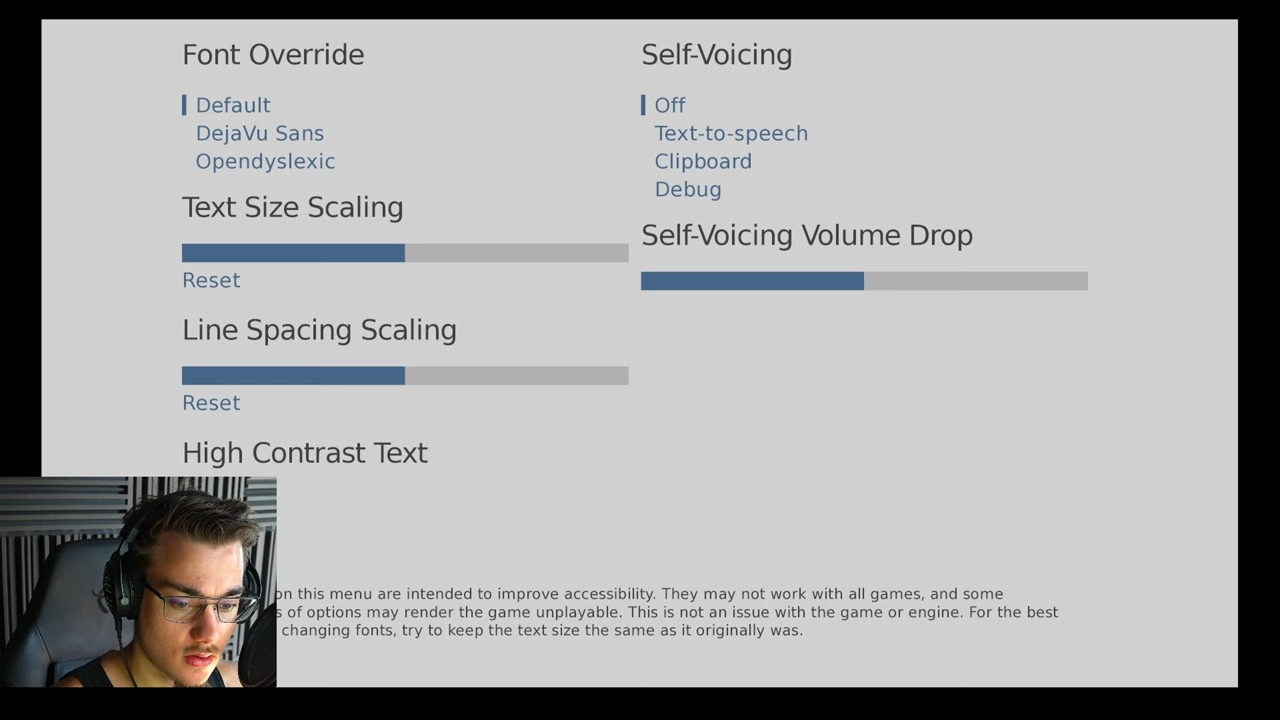 Font Override
Default
DejaVu Sans
Opendyslexic
Text Size Scaling
Reset
Line Spacing Scaling
Reset
High Contrast Text
Self-Voicing
Off
Text-to-speech
Clipboard
Debug
Self-Voicing Volume Drop
on this menu are intended to improve accessibility. They may not work with all games, and some
of options may render the game unplayable. This is not an issue with the game or engine. For the best
changing fonts, try to keep the text size the same as it originally was.